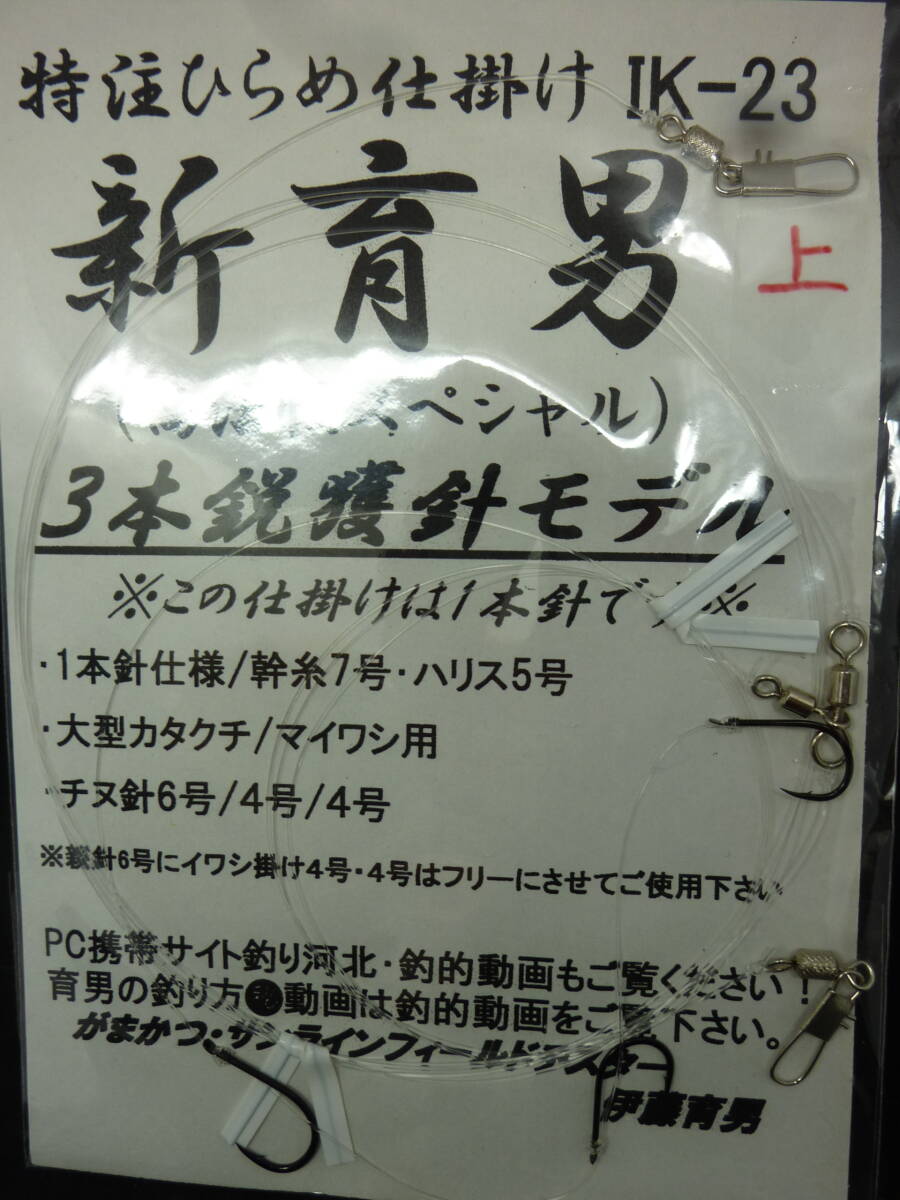 特注ひらめ仕掛け IK-23
新育男
上
スペシャル)
3本鋭獲針モデル
※この仕掛けは1本針で ※
・1本針仕様/幹糸7号・ハリス5号
・大型カタクチ/マイワシ用
・チヌ針6号/4号/4号
※親針6号にイワシ掛け4号・4号はフリーにさせてご使用下さい
PC携帯サイト釣り河北・釣的動画もご覧ください!
育男の釣り方㊙動画は釣的動画をご覧下さい。
がまかつ・サンラインフィールドテスター
伊藤育男